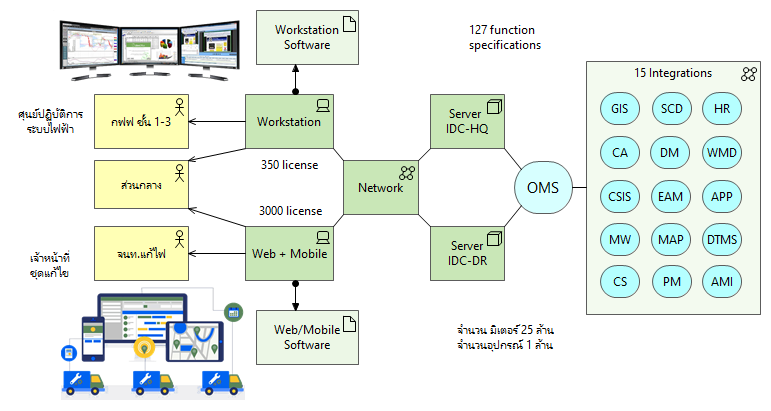 Workstation
Software
127 function
specifications
15 Integrations
ศูนย์ปฏิบัติการ
ระบบไฟฟ้า
กฟฟ ชั้น 1-3
Workstation
Server
IDC-HQ
GIS
SCD
HR
350 license
CA
DM
WMD
ส่วนกลาง
Network
OMS
CSIS
EAM
APP
3000 license
MW
MAP
DTMS
เจ้าหน้าที่
ชุดแก้ไข
จนท.แก้ไฟ
Web + Mobile
Server
IDC-DR
CS
PM
AMI
Web/Mobile
Software
จำนวน มิเตอร์ 25 ล้าน
จำนวนอุปกรณ์ 1 ล้าน